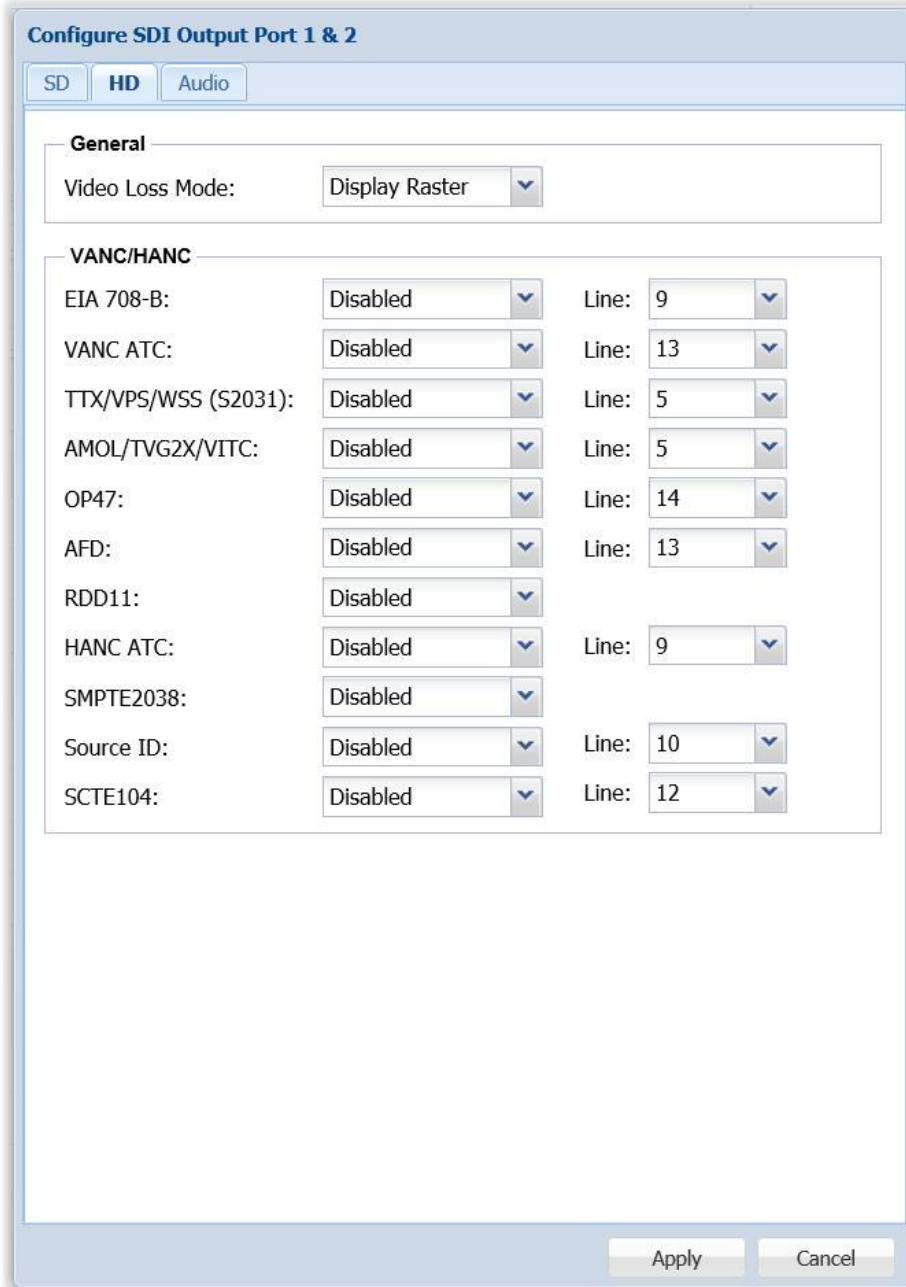 Configure SDI Output Port 1 & 2
SD HD Audio
General
Video Loss Mode: Display Raster
VANC/HANC
EIA 708-B: Disabled Line: 9
VANC ATC: Disabled Line: 13
TTX/VPS/WSS (S2031): Disabled Line: 5
AMOL/TVG2X/VITC: Disabled Line: 5
OP47: Disabled Line: 14
AFD: Disabled Line: 13
RDD11: Disabled
HANC ATC: Disabled Line: 9
SMPTE2038: Disabled
Source ID: Disabled Line: 10
SCTE104: Disabled Line: 12
Apply Cancel